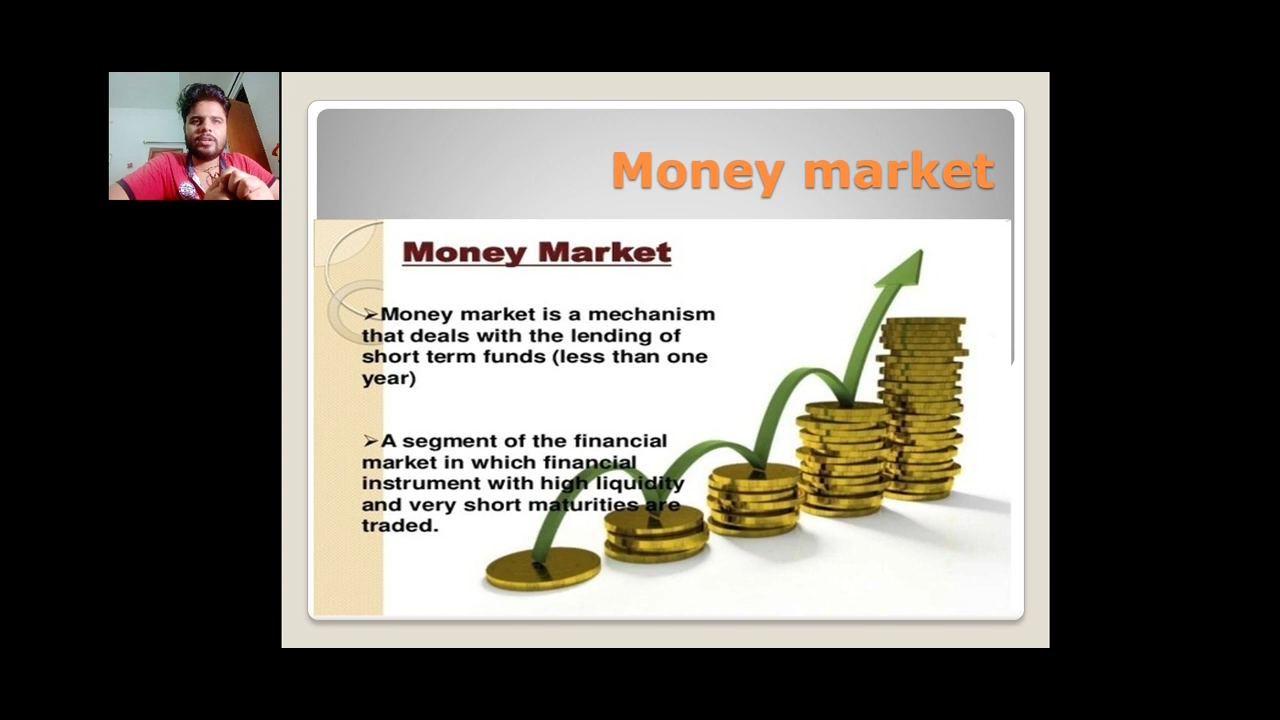 Money market
Money Market
➢Money market is a mechanism
that deals with the lending of
short term funds (less than one
year)
➢A segment of the financial
market in which financial
instrument with high liquidity
and very short maturities are
traded.